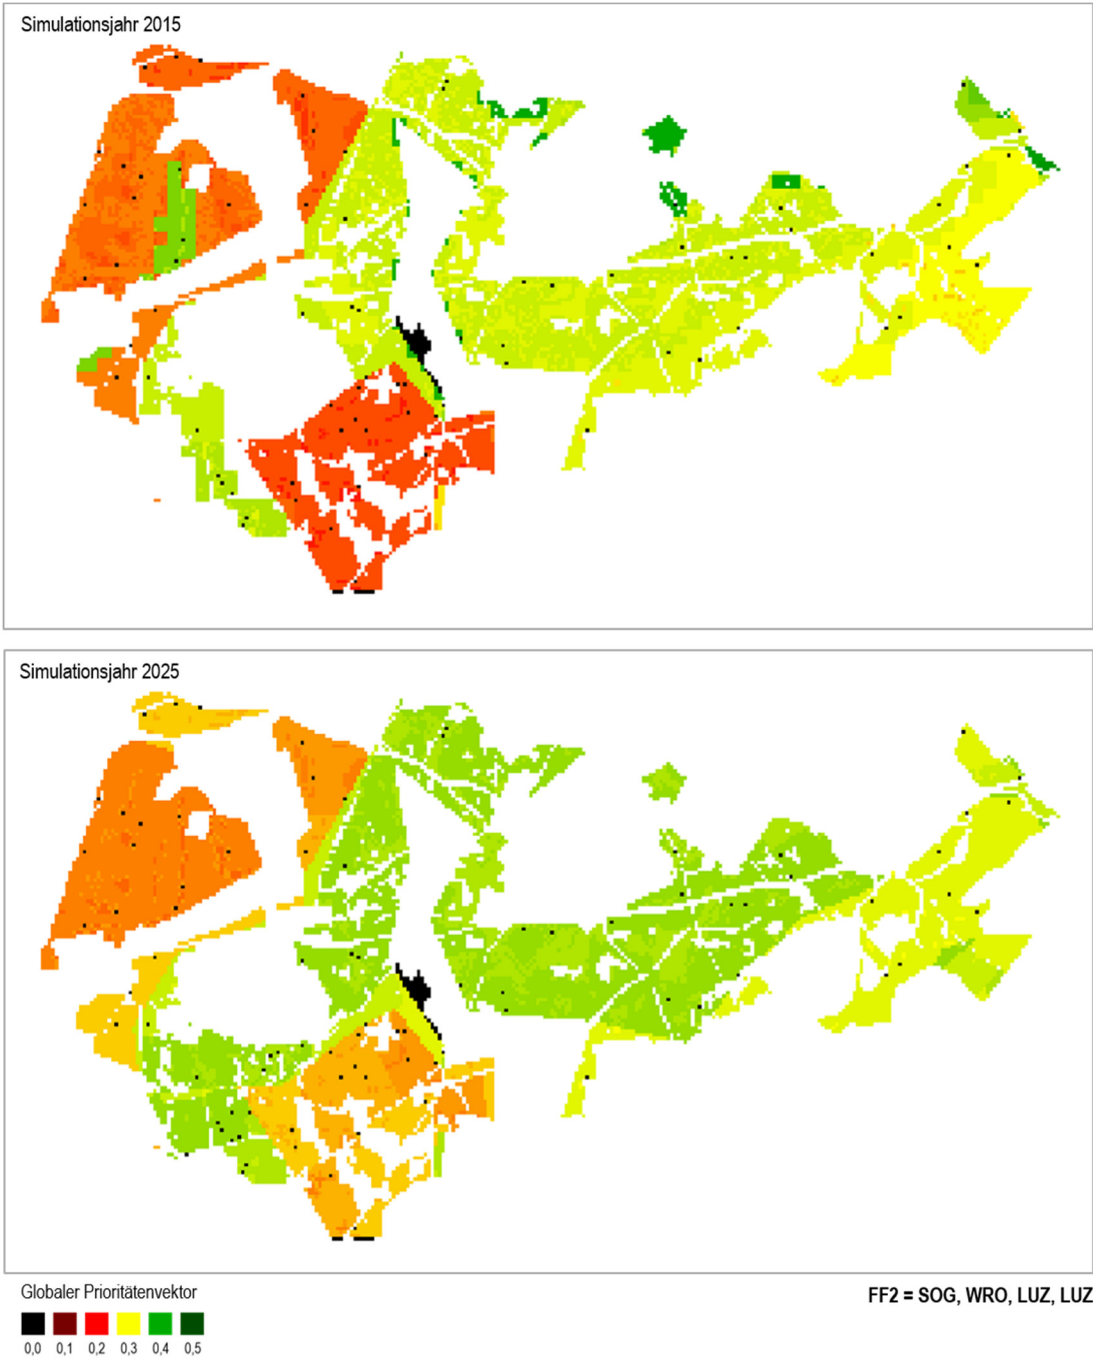 Simulationsjahr 2015
Simulationsjahr 2025
Globaler Prioritätenvektor
FF2 = SOG, WRO, LUZ, LUZ
0,0 0,1 0,2 0,3 0,4 0,5